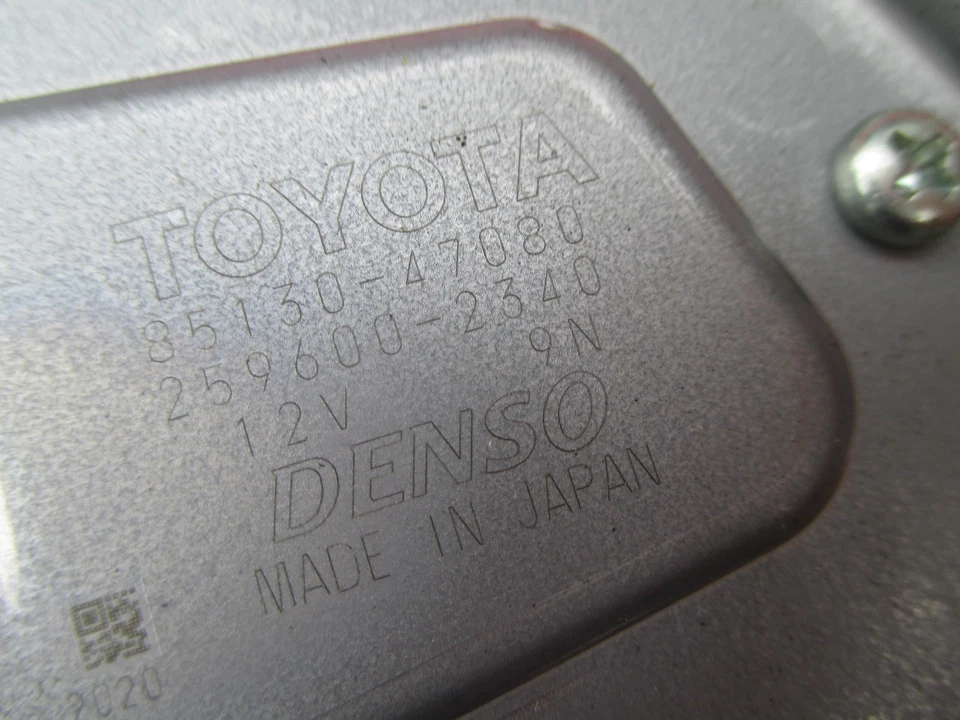 TOYOTA
85130-47080
259600-2340
12V 9N
DENSO
MADE IN JAPAN
2020